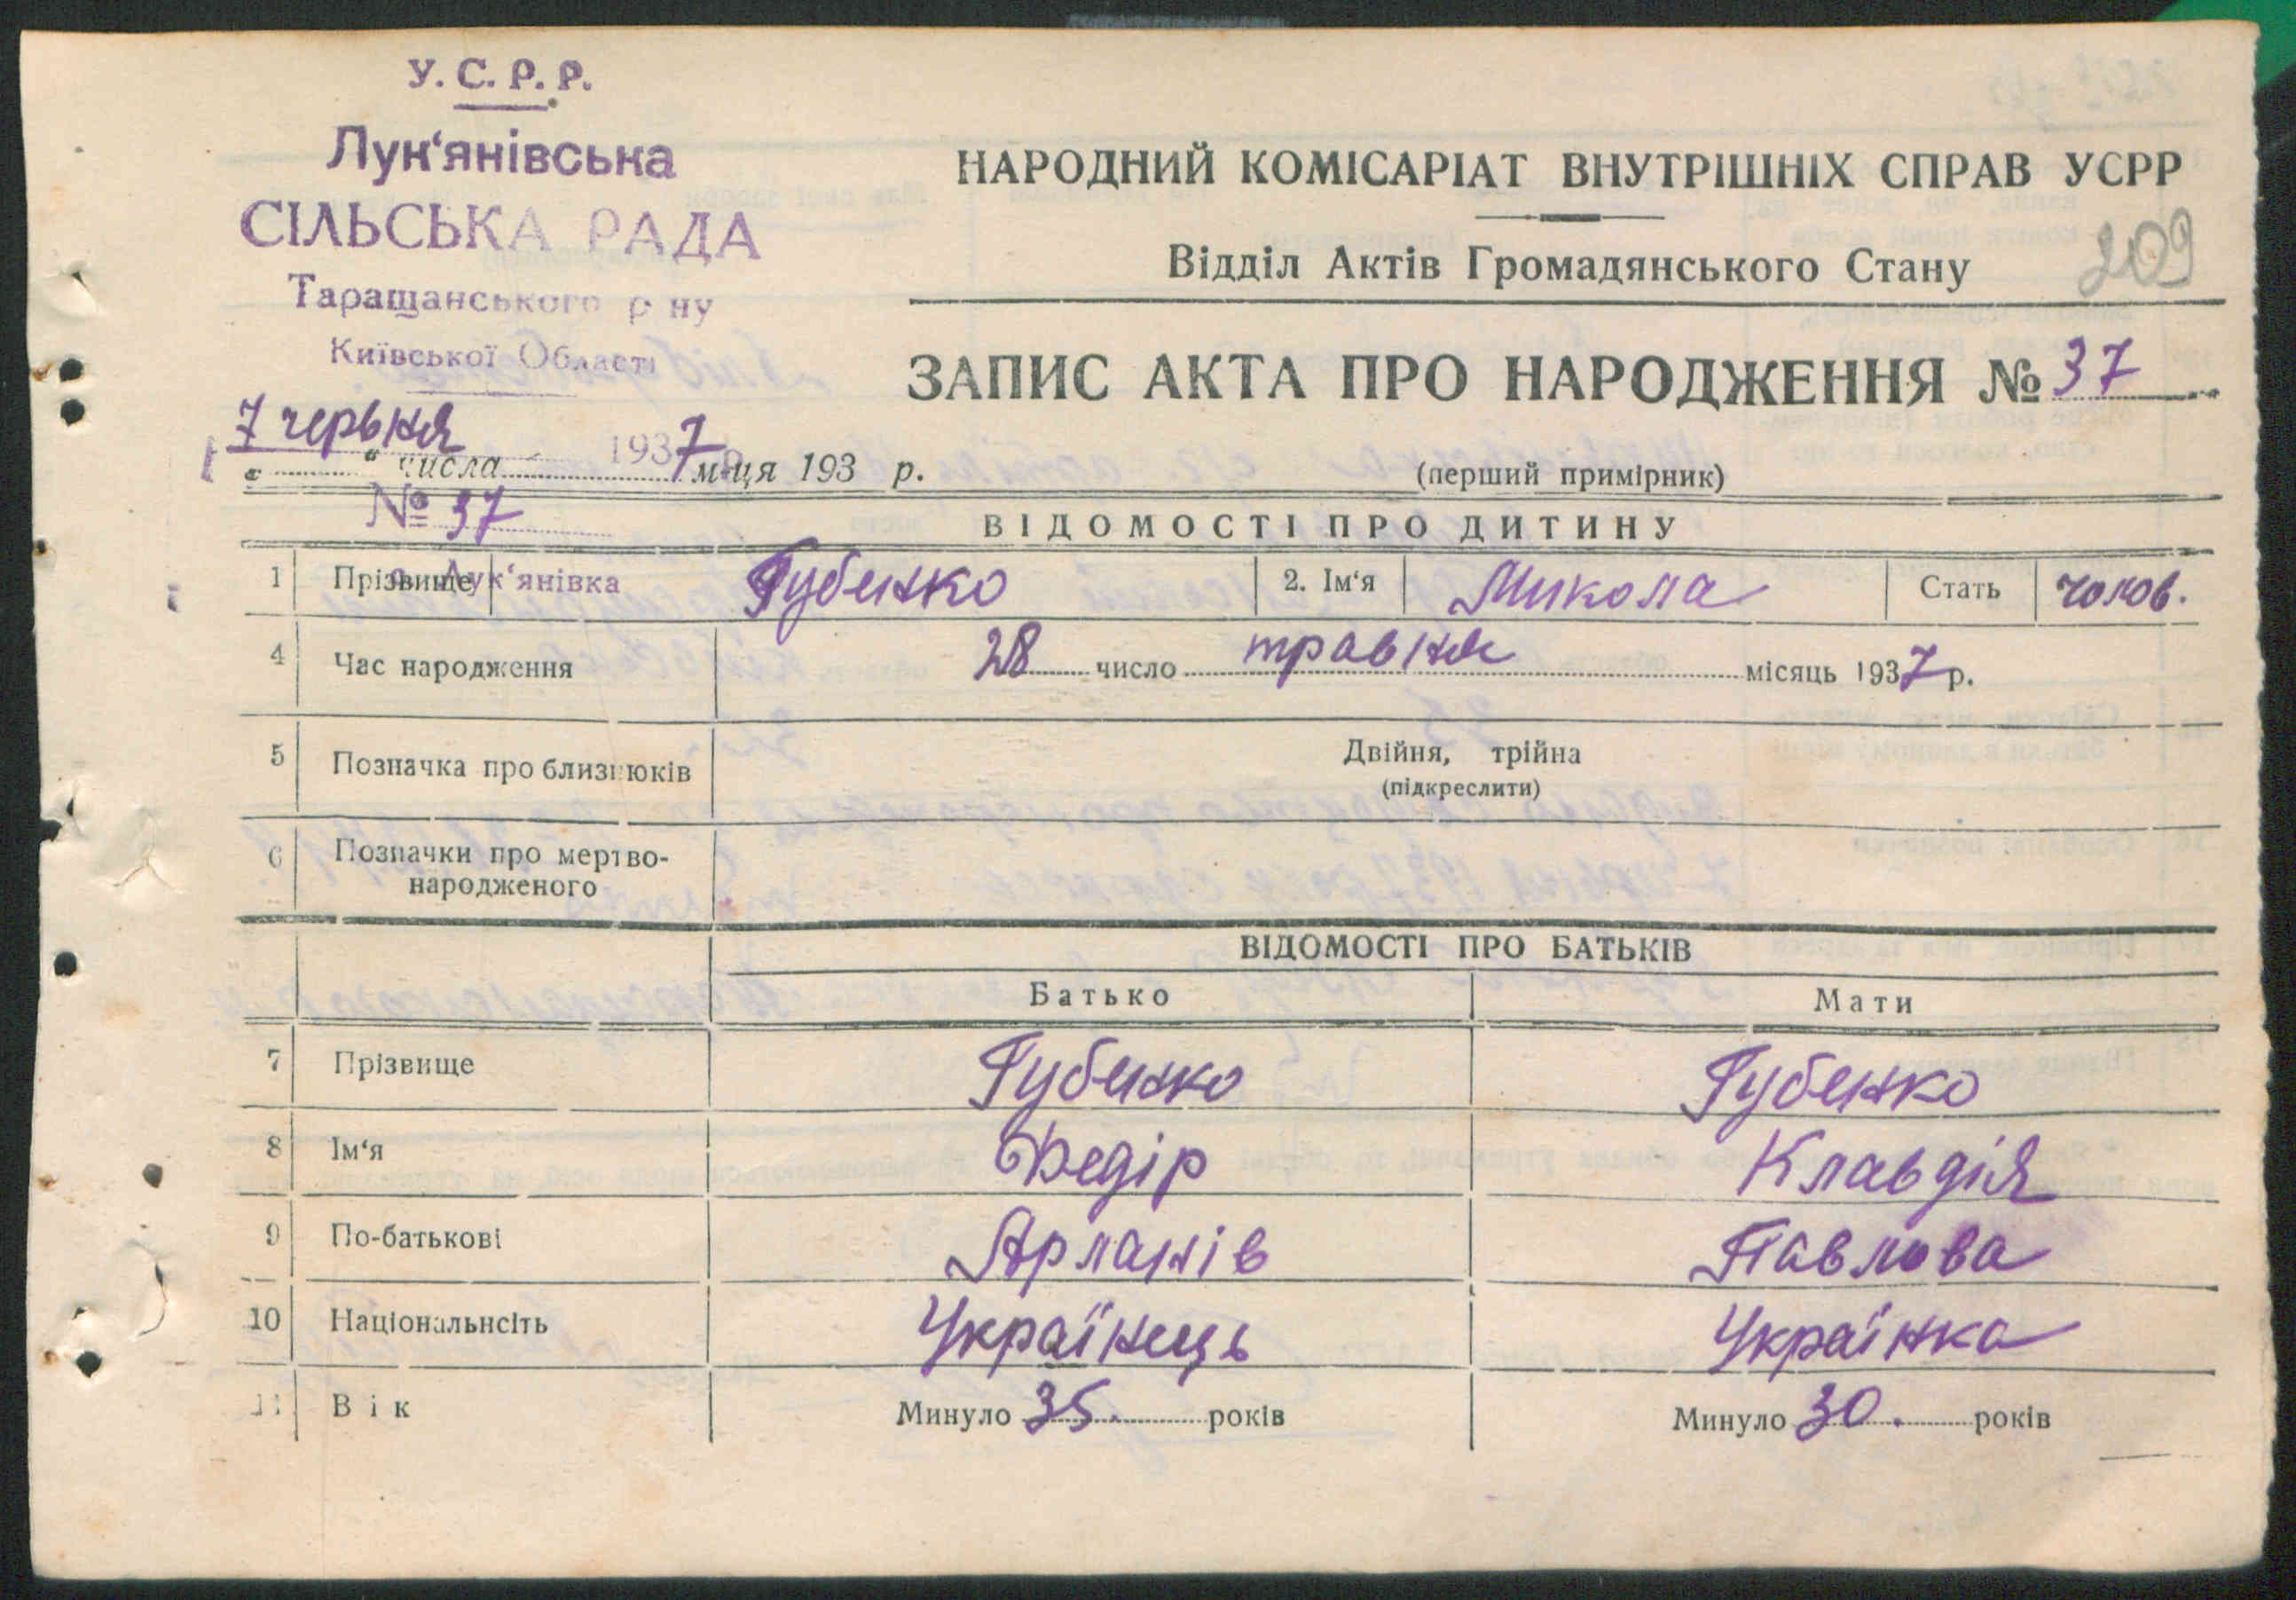 У.С.Р.Р.
Лук‘янівська
СІЛЬСЬКА РАДА
Таращанського р ну
Київської Області
7 червня 1937 р.
№ 37
с. Лук‘янівка
НАРОДНИЙ КОМІСАРІАТ ВНУТРІШНІХ СПРАВ УСРР
Відділ Актів Громадянського Стану
209
ЗАПИС АКТА ПРО НАРОДЖЕННЯ № 37
„ “ числа м-ця 193 р.
(перший примірник)
ВІДОМОСТІ ПРО ДИТИНУ
1 Прізвище Губенко 2. Ім‘я Микола Стать чолов.
4 Час народження 28 число травня місяць 1937 р.
5 Позначка про близнюків Двійня, трійна
(підкреслити)
6 Позначки про мертво-
народженого
ВІДОМОСТІ ПРО БАТЬКІВ
Батько Мати
7 Прізвище Губенко Губенко
8 Ім‘я Федір Клавдія
9 По-батькові Арланів Павлова
10 Національнсіть Українець Українка
11 Вік Минуло 35. років Минуло 30. років